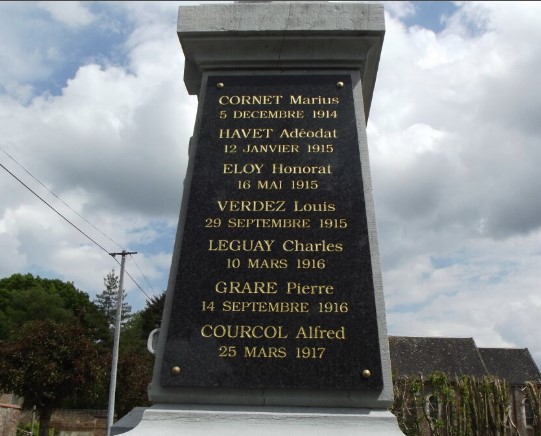 CORNET Marius
5 DECEMBRE 1914
HAVET Adéodat
12 JANVIER 1915
ELOY Honorat
16 MAI 1915
VERDEZ Louis
29 SEPTEMBRE 1915
LEGUAY Charles
10 MARS 1916
GRARE Pierre
14 SEPTEMBRE 1916
COURCOL Alfred
25 MARS 1917